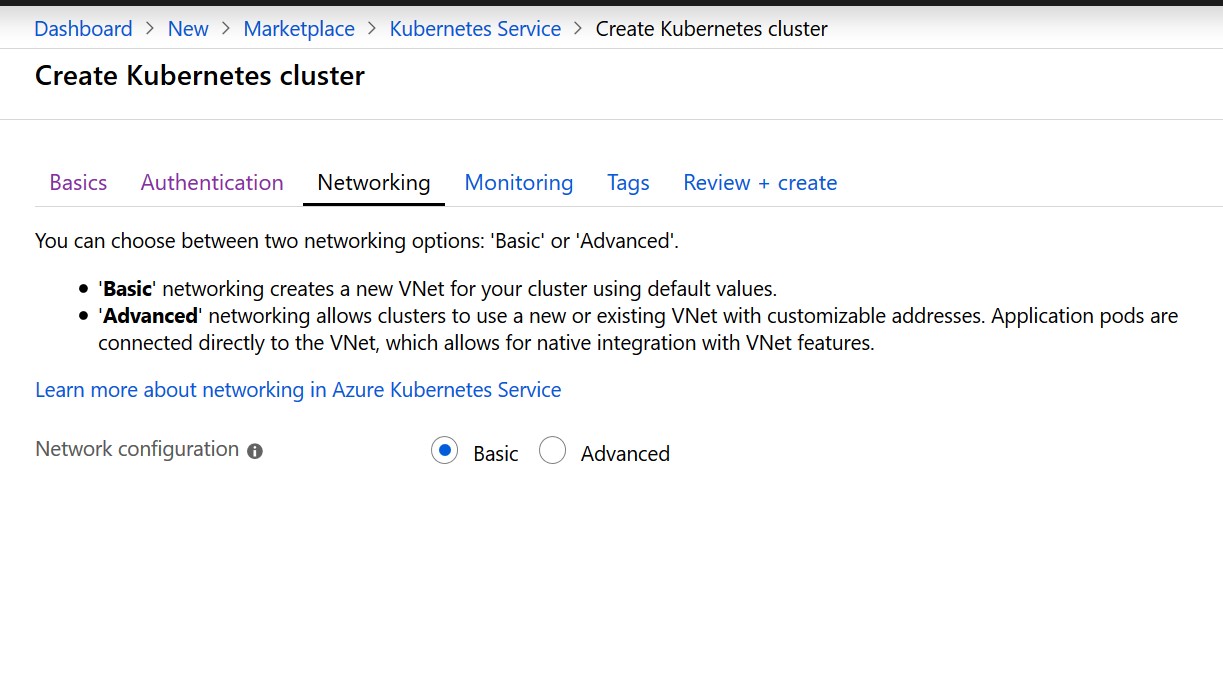 Dashboard > New > Marketplace > Kubernetes Service > Create Kubernetes cluster
Create Kubernetes cluster
Basics Authentication Networking Monitoring Tags Review + create
You can choose between two networking options: 'Basic' or 'Advanced'.
• 'Basic' networking creates a new VNet for your cluster using default values.
• 'Advanced' networking allows clusters to use a new or existing VNet with customizable addresses. Application pods are
connected directly to the VNet, which allows for native integration with VNet features.
Learn more about networking in Azure Kubernetes Service
Network configuration Basic Advanced